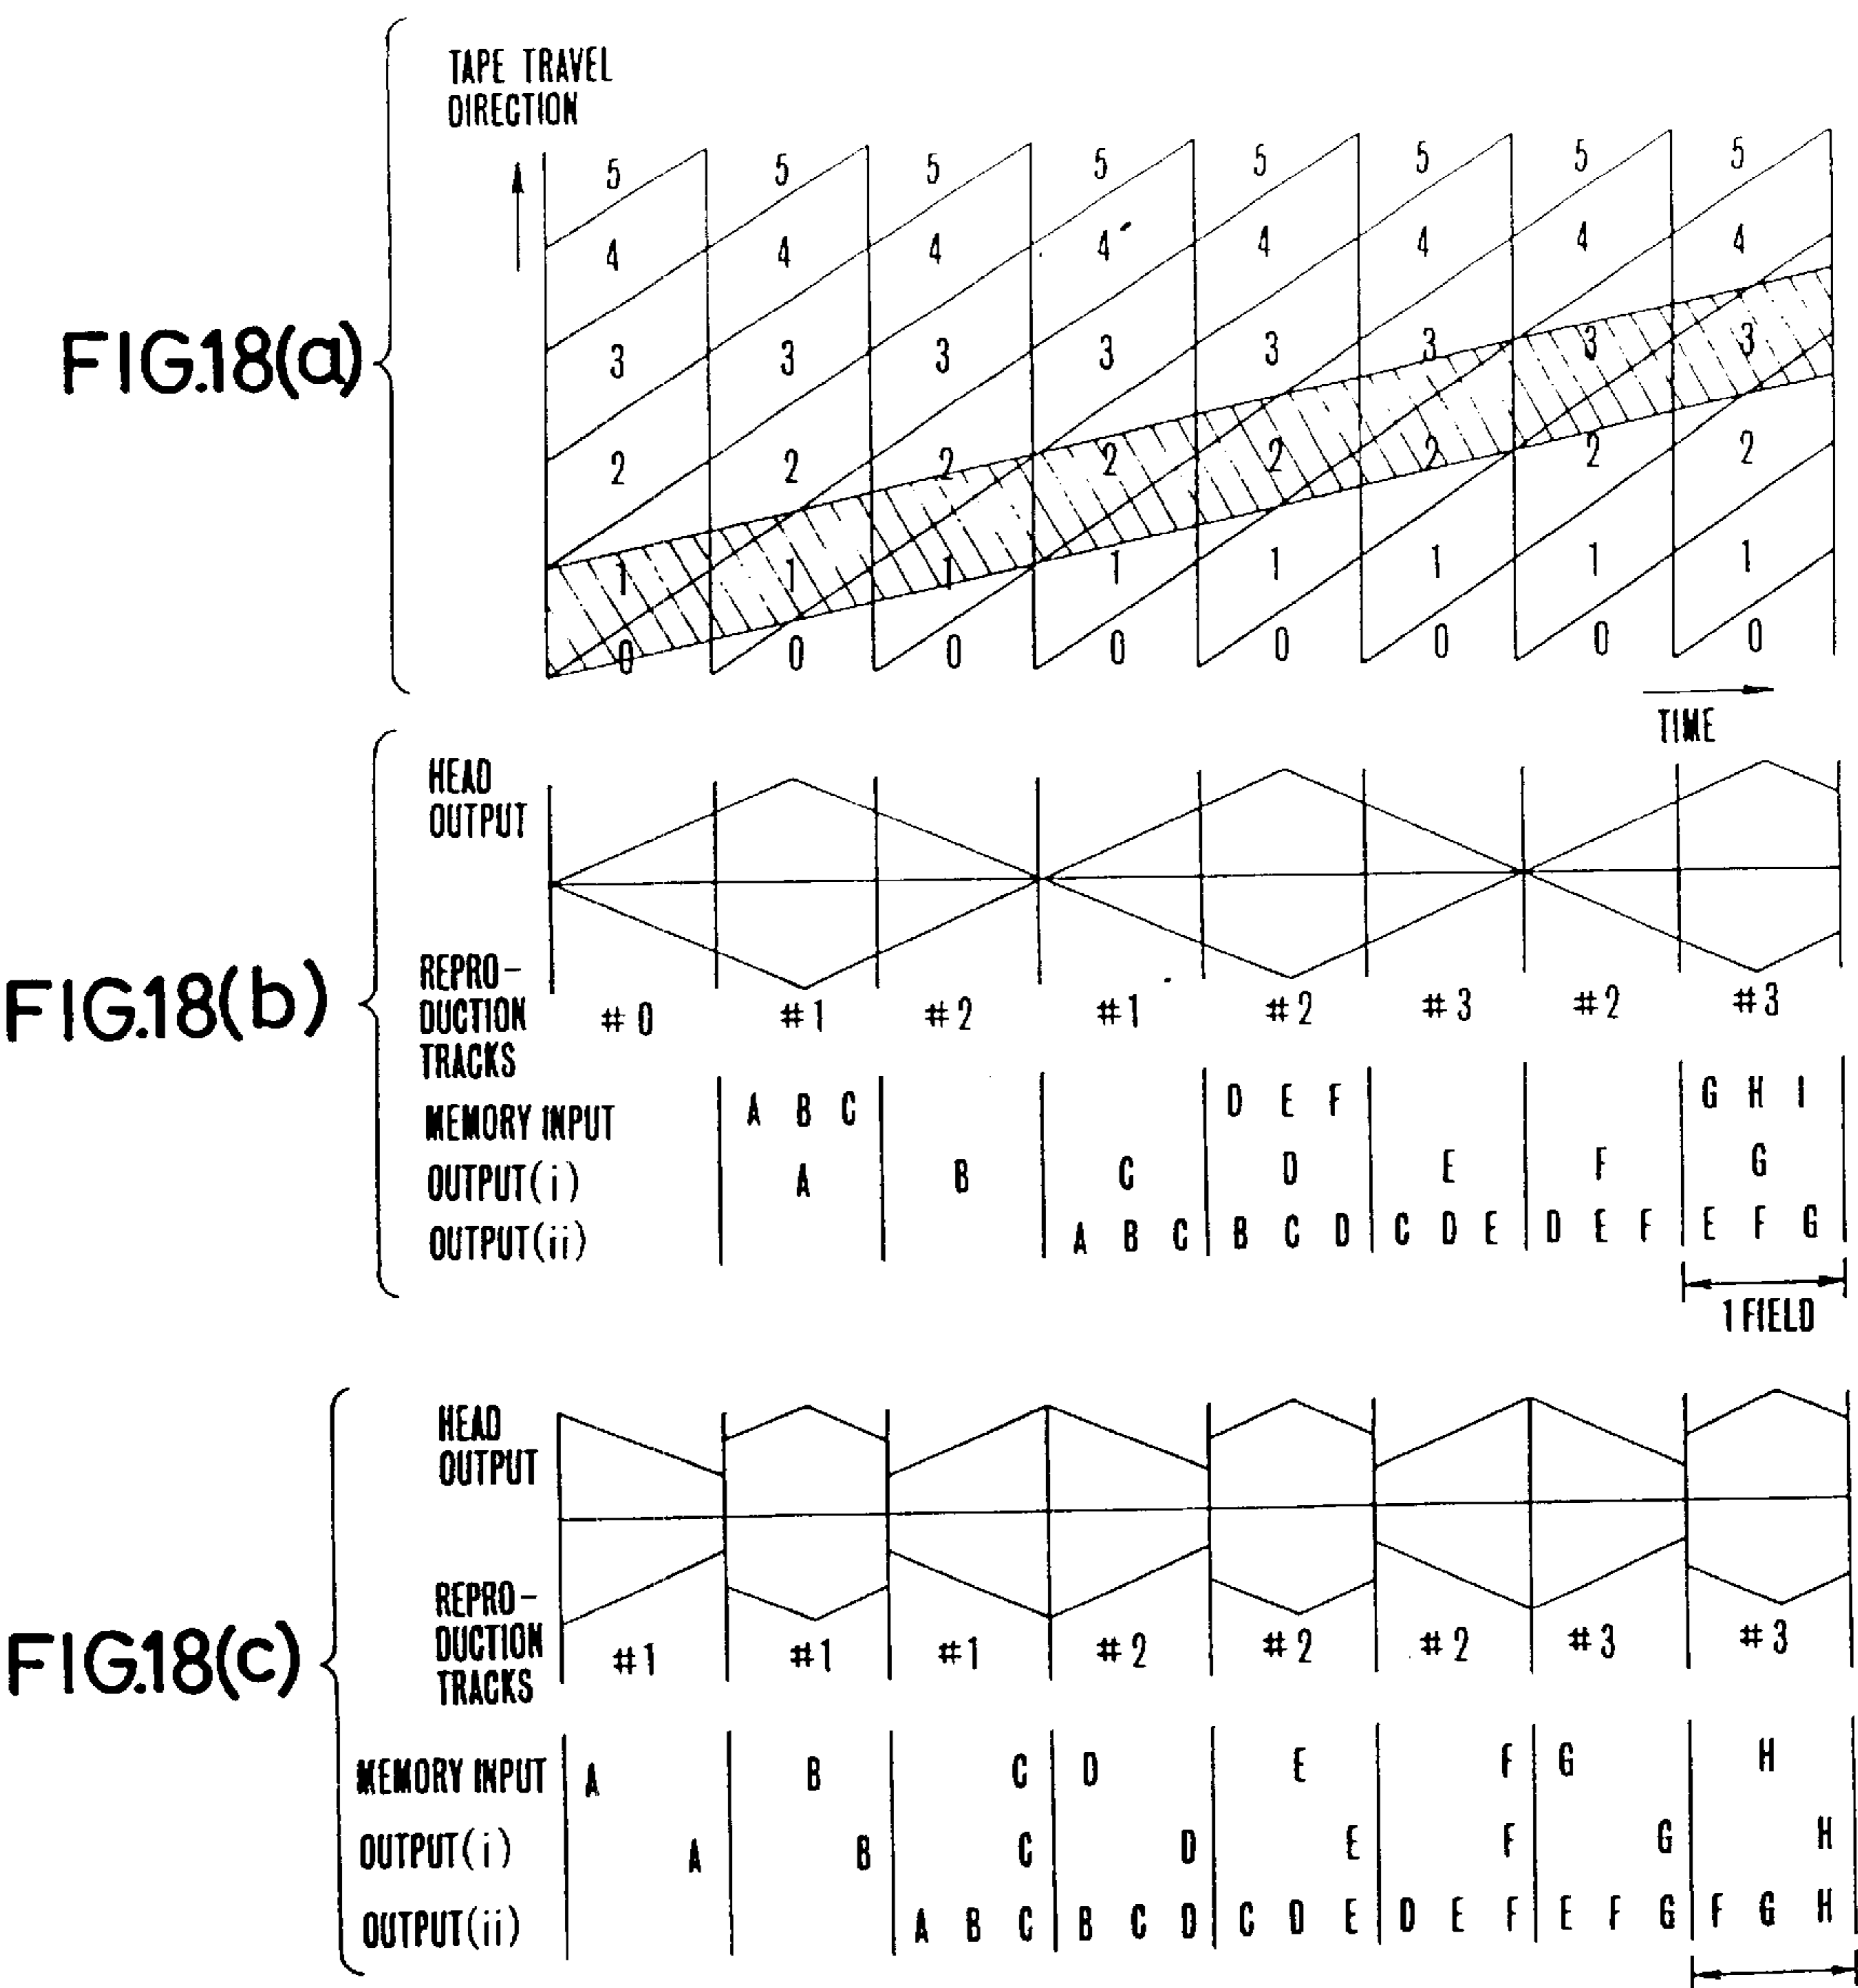 FIG.18(a)
TAPE TRAVEL
DIRECTION
5 5 5 5 5 5 5 5
4 4 4 4 4 4 4 4
3 3 3 3 3 3 3 3
2 2 2 2 2 2 2 2
1 1 1 1 1 1 1 1
0 0 0 0 0 0 0 0
TIME
FIG.18(b)
HEAD
OUTPUT
REPRO-
DUCTION
TRACKS
#0 #1 #2 #1 #2 #3 #2 #3
MEMORY INPUT A B C D E F G H I
OUTPUT(i) A B C D E F G
OUTPUT(ii) A B C B C D C D E D E F E F G
1 FIELD
FIG.18(c)
HEAD
OUTPUT
REPRO-
DUCTION
TRACKS
#1 #1 #1 #2 #2 #2 #3 #3
MEMORY INPUT A B C D E F G H
OUTPUT(i) A B C D E F G H
OUTPUT(ii) A B C B C D C D E D E F E F G F G H